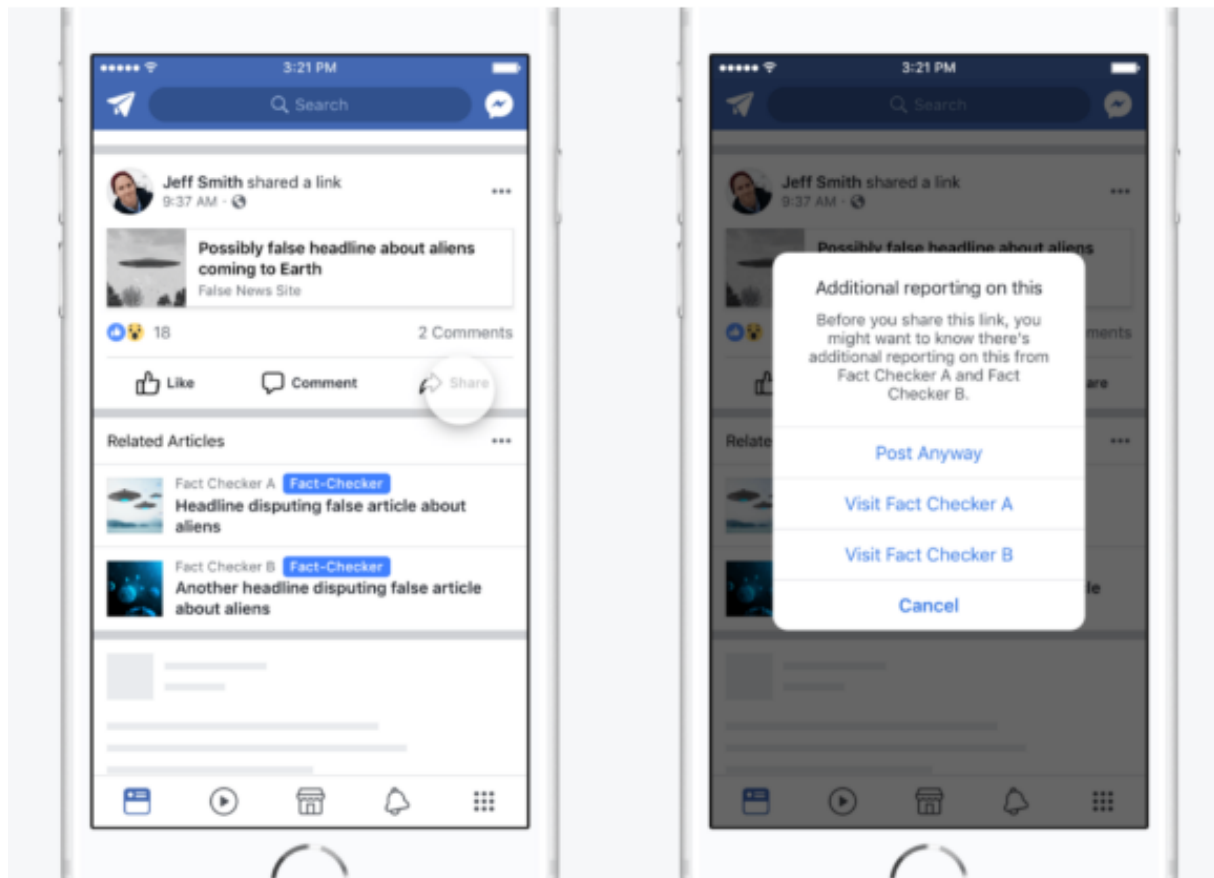 3:21 PM
Search
Jeff Smith shared a link
9:37 AM ·
Possibly false headline about aliens
coming to Earth
False News Site
18
2 Comments
Like
Comment
Share
Related Articles
Fact Checker A Fact-Checker
Headline disputing false article about
aliens
Fact Checker B Fact-Checker
Another headline disputing false article
about aliens
3:21 PM
Search
Jeff Smith shared a link
9:37 AM ·
Possibly false headline about aliens
Additional reporting on this
Before you share this link, you
might want to know there's
additional reporting on this from
Fact Checker A and Fact
Checker B.
ments
are
Relate
Post Anyway
Visit Fact Checker A
Visit Fact Checker B
le
Cancel